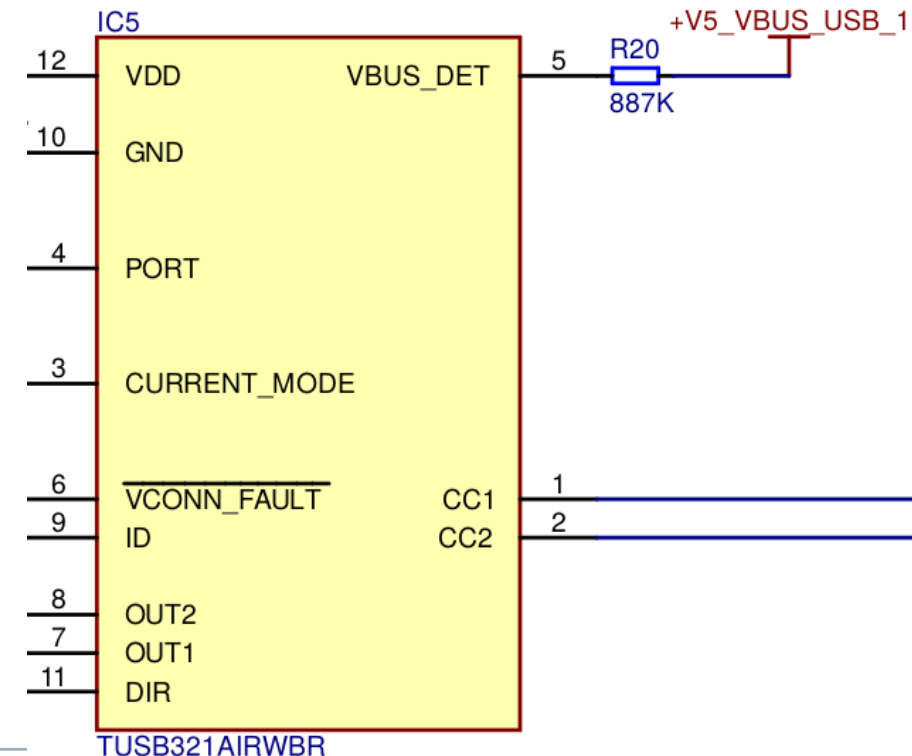 IC5
+V5_VBUS_USB_1
12 VDD VBUS_DET 5 R20
887K
10 GND
4 PORT
3 CURRENT_MODE
6 VCONN_FAULT CC1 1
9 ID CC2 2
8 OUT2
7 OUT1
11 DIR
TUSB321AIRWBR